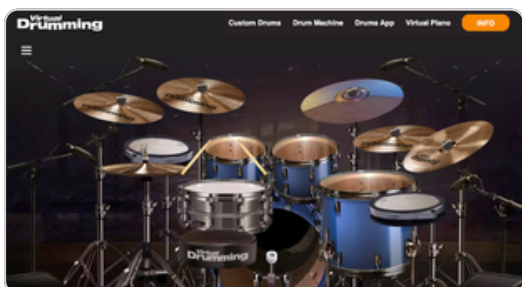 Virtual
Drumming
Custom Drums Drum Machine Drums App Virtual Piano INFO
Virtual
Drumming